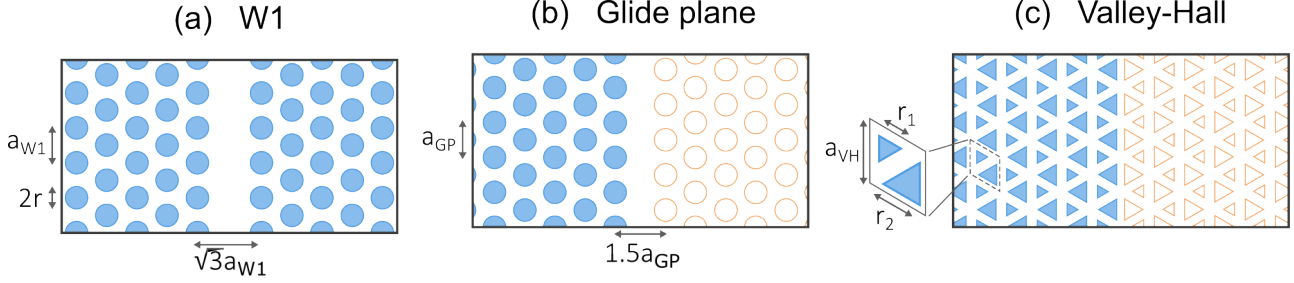 (a) W1
(b) Glide plane
(c) Valley-Hall
a_W1
2r
√3a_W1
a_GP
1.5a_GP
a_VH
r_1
r_2